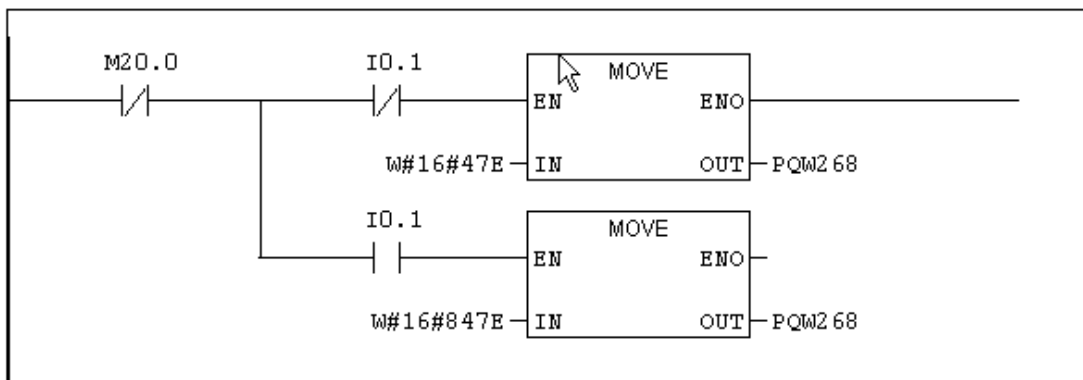 M20.0 I0.1 MOVE
EN ENO
W#16#47E IN OUT PQW268
I0.1 MOVE
EN ENO
W#16#847E IN OUT PQW268